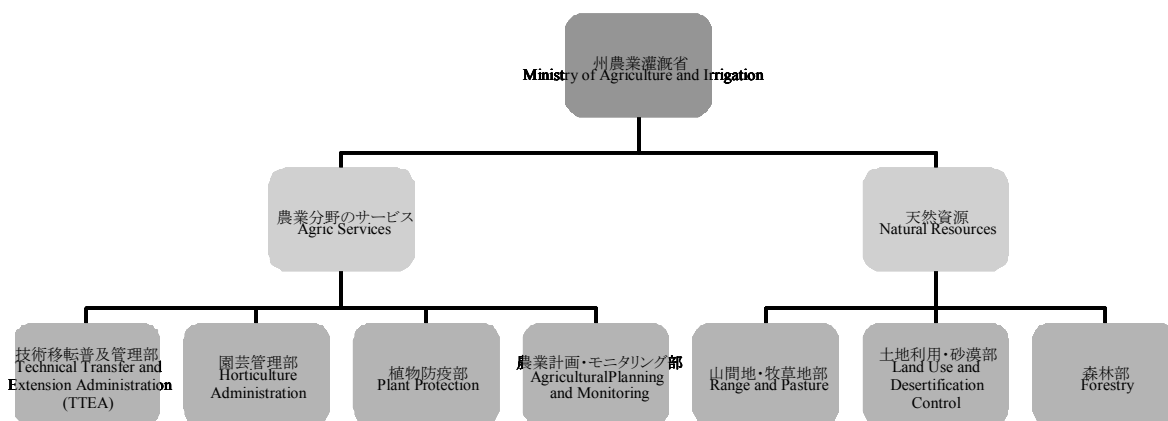 州農業灌漑省
Ministry of Agriculture and Irrigation
農業分野のサービス
Agric Services
天然資源
Natural Resources
技術移転普及管理部
Technical Transfer and
Extension Administration
(TTEA)
園芸管理部
Horticulture
Administration
植物防疫部
Plant Protection
農業計画・モニタリング部
AgriculturalPlanning
and Monitoring
山間地・牧草地部
Range and Pasture
土地利用・砂漠部
Land Use and
Desertification
Control
森林部
Forestry